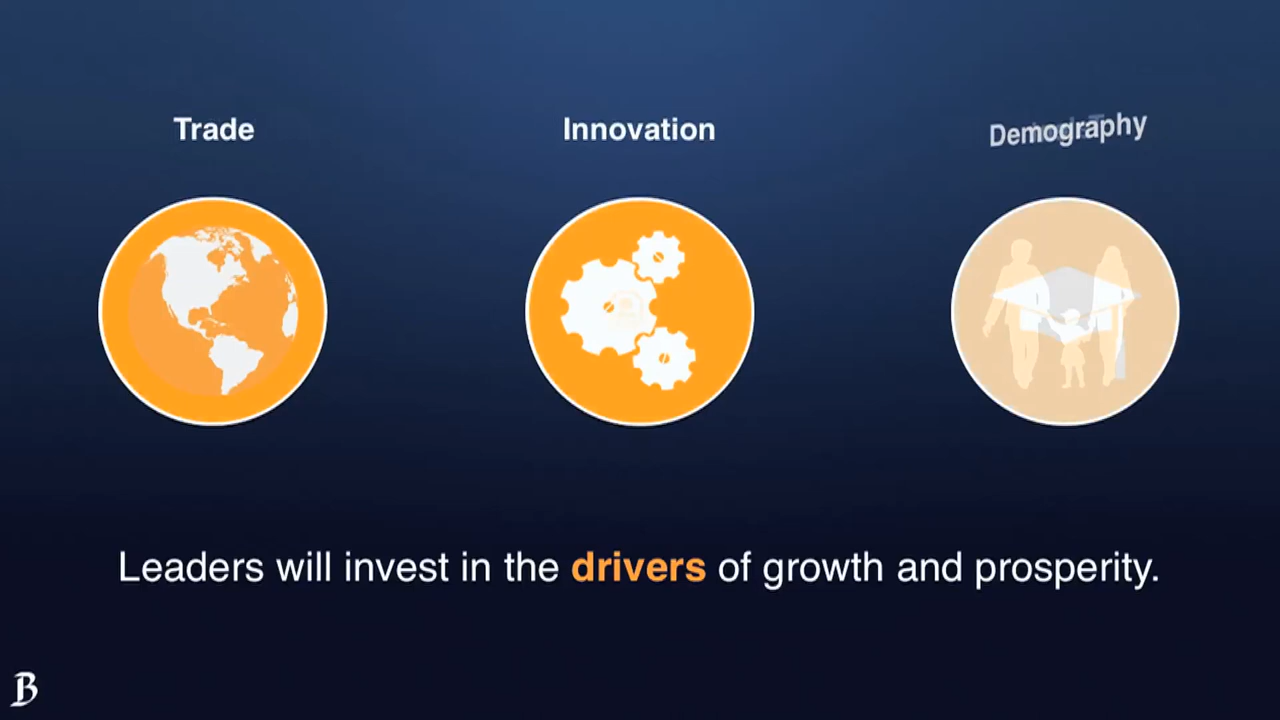 Trade
Innovation
Demography
Leaders will invest in the drivers of growth and prosperity.
B